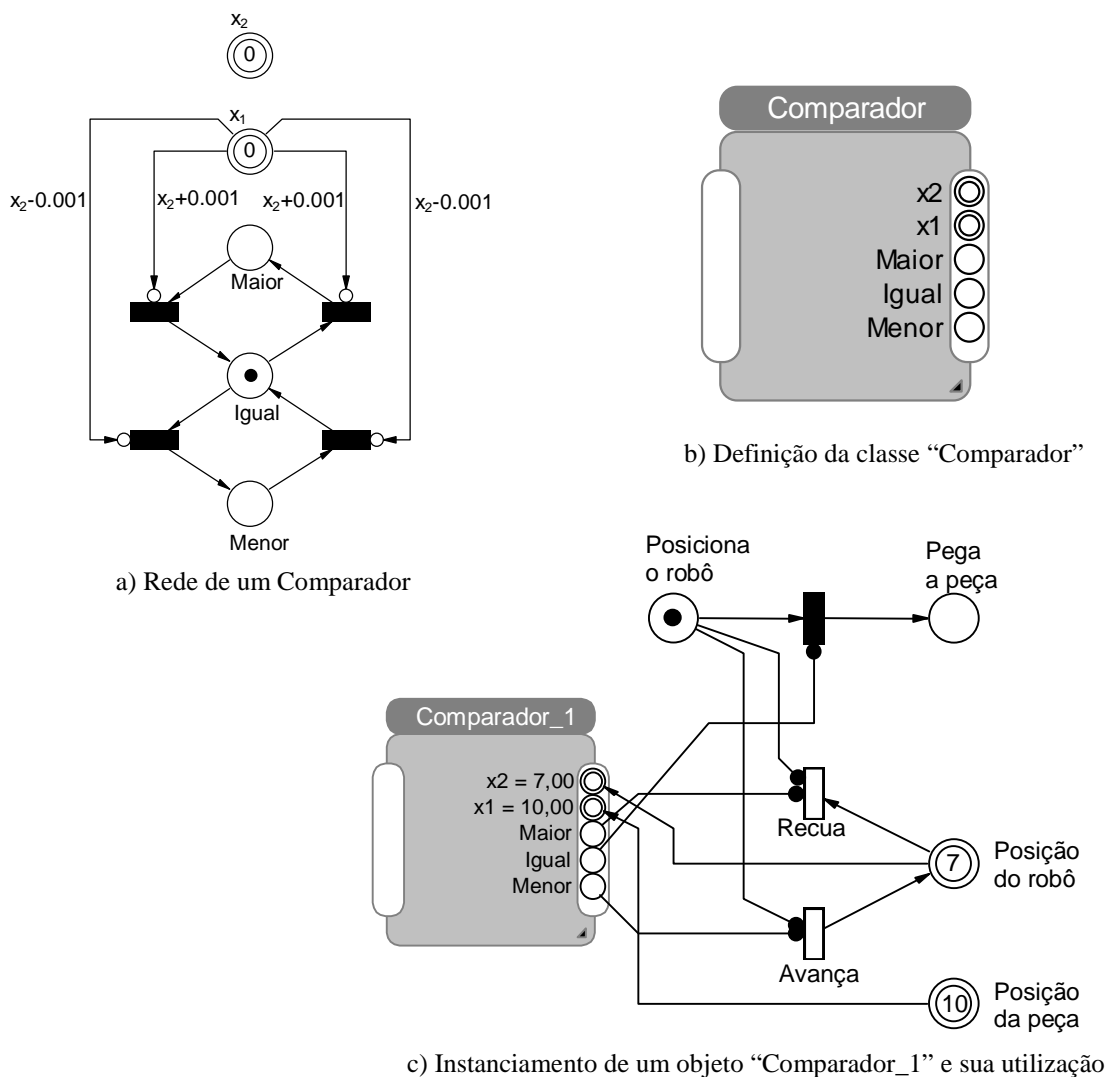 x2
0
x1
0
x2-0.001
x2+0.001
x2+0.001
x2-0.001
Maior
Igual
Menor
a) Rede de um Comparador
Comparador
x2
x1
Maior
Igual
Menor
b) Definição da classe “Comparador”
Posiciona
o robô
Pega
a peça
Comparador_1
x2 = 7,00
x1 = 10,00
Maior
Igual
Menor
Recua
7
Posição
do robô
Avança
10
Posição
da peça
c) Instanciamento de um objeto “Comparador_1” e sua utilização